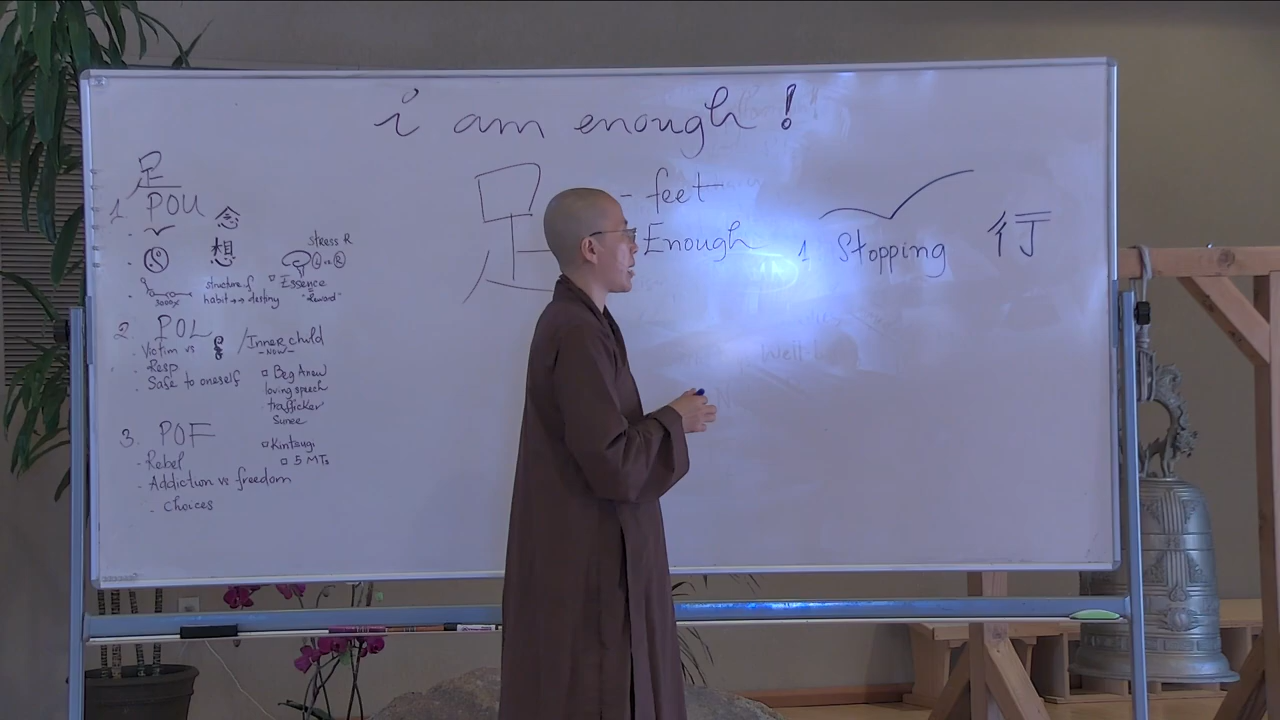 i am enough!
足
1. POU 念
想
stress R
structure of
habit → destiny
Essence
"Reward"
300x
2 POL
Victim vs
Resp
Safe to oneself
/Inner child
-NOW-
Beg Anew
loving speech
trafficker
3. POF
- Rebel
- Addiction vs freedom
- Choices
Kintsugi
5 MTs
足
- feet
Enough
1 Stopping
行